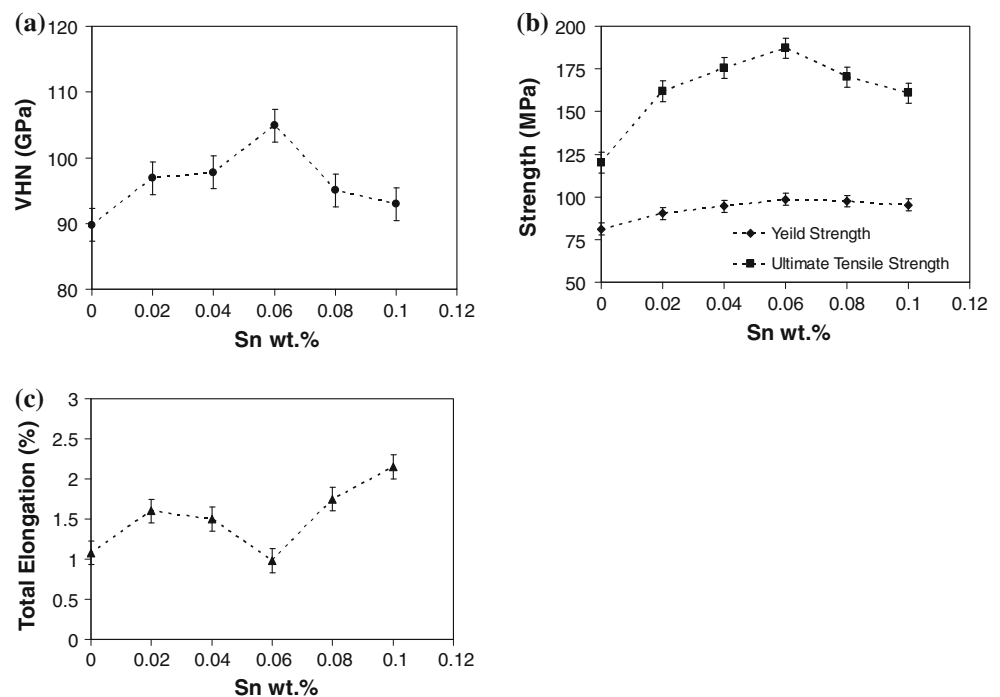 (a)
120
110
100
90
80
VHN (GPa)
0 0.02 0.04 0.06 0.08 0.1 0.12
Sn wt.%
(b)
200
175
150
125
100
75
50
Strength (MPa)
Yeild Strength
Ultimate Tensile Strength
0 0.02 0.04 0.06 0.08 0.1 0.12
Sn wt.%
(c)
3
2.5
2
1.5
1
0.5
0
Total Elongation (%)
0 0.02 0.04 0.06 0.08 0.1 0.12
Sn wt.%